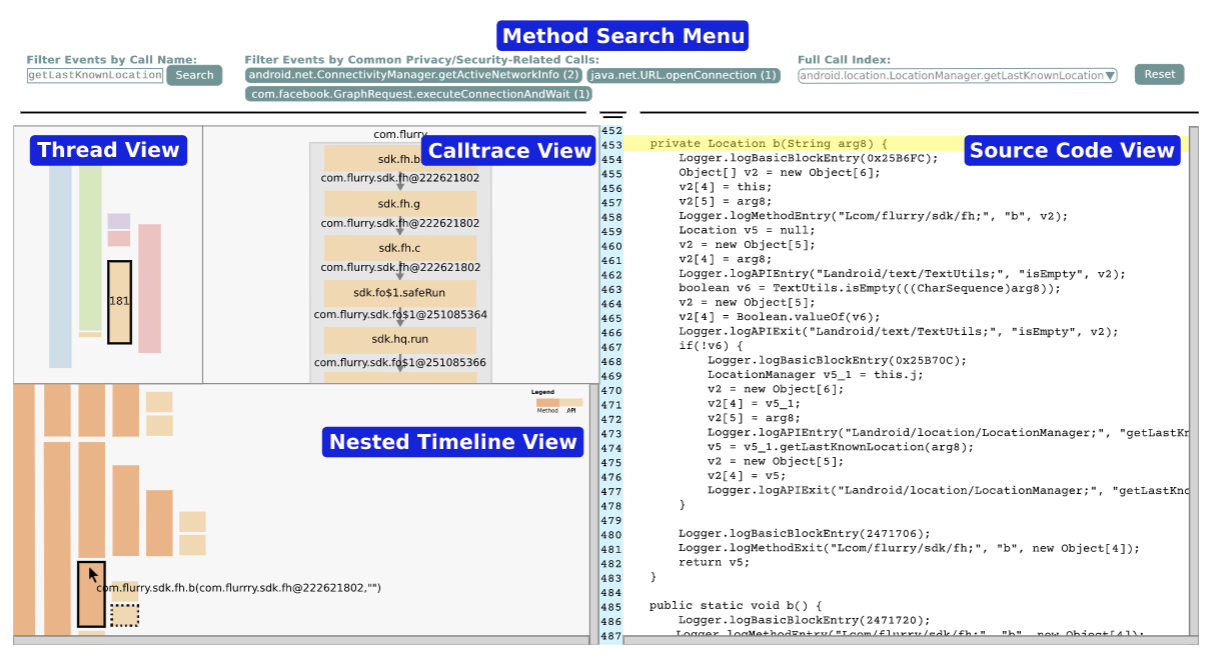 Method Search Menu
Filter Events by Call Name:
getLastKnownLocation
Search
Filter Events by Common Privacy/Security-Related Calls:
android.net.ConnectivityManager.getActiveNetworkInfo (2)
java.net.URL.openConnection (1)
com.facebook.GraphRequest.executeConnectionAndWait (1)
Full Call Index:
android.location.LocationManager.getLastKnownLocation▼
Reset
Thread View
181
Calltrace View
com.flurry
sdk.fh.b
com.flurry.sdk.fh@222621802
sdk.fh.g
com.flurry.sdk.fh@222621802
sdk.fh.c
com.flurry.sdk.fh@222621802
sdk.fo$1.safeRun
com.flurry.sdk.fo$1@251085364
sdk.hq.run
com.flurry.sdk.fo$1@251085366
Legend
Method API
Nested Timeline View
com.flurry.sdk.fh.b(com.flurrry.sdk.fh@222621802,"")
Source Code View
452
453 private Location b(String arg8) {
454 Logger.logBasicBlockEntry(0x25B6FC);
455 Object[] v2 = new Object[6];
456 v2[4] = this;
457 v2[5] = arg8;
458 Logger.logMethodEntry("Lcom/flurry/sdk/fh;", "b", v2);
459 Location v5 = null;
460 v2 = new Object[5];
461 v2[4] = arg8;
462 Logger.logAPIEntry("Landroid/text/TextUtils;", "isEmpty", v2);
463 boolean v6 = TextUtils.isEmpty(((CharSequence)arg8));
464 v2 = new Object[5];
465 v2[4] = Boolean.valueOf(v6);
466 Logger.logAPIExit("Landroid/text/TextUtils;", "isEmpty", v2);
467 if(!v6) {
468 Logger.logBasicBlockEntry(0x25B70C);
469 LocationManager v5_1 = this.j;
470 v2 = new Object[6];
471 v2[4] = v5_1;
472 v2[5] = arg8;
473 Logger.logAPIEntry("Landroid/location/LocationManager;", "getLastKn
474 v5 = v5_1.getLastKnownLocation(arg8);
475 v2 = new Object[5];
476 v2[4] = v5;
477 Logger.logAPIExit("Landroid/location/LocationManager;", "getLastKno
478 }
479
480 Logger.logBasicBlockEntry(2471706);
481 Logger.logMethodExit("Lcom/flurry/sdk/fh;", "b", new Object[4]);
482 return v5;
483 }
484
485 public static void b() {
486 Logger.logBasicBlockEntry(2471720);
487 Logger.logMethodEntry("Lcom/flurry/sdk/fh;", "b", new Object[4]);